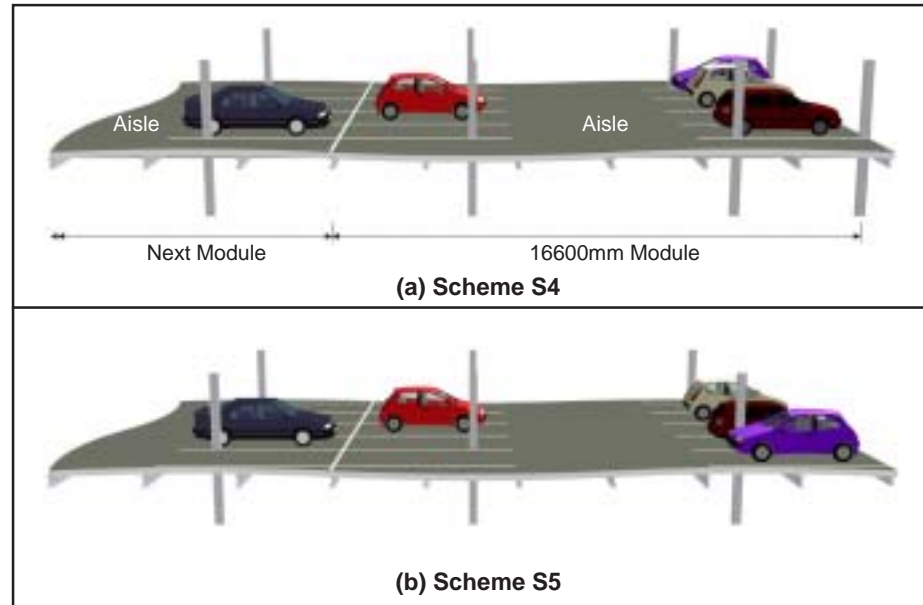 Aisle
Aisle
Next Module
16600mm Module
(a) Scheme S4
(b) Scheme S5